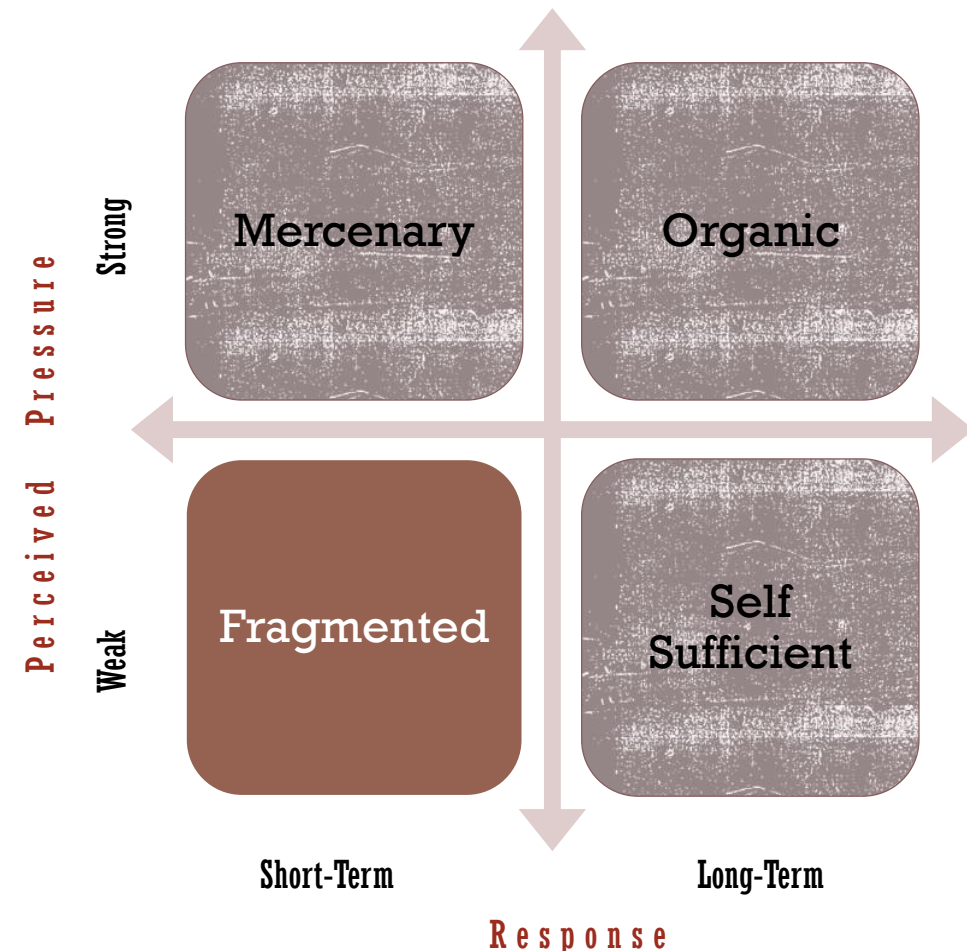 Perceived Pressure
Strong
Weak
Mercenary
Organic
Fragmented
Self
Sufficient
Short-Term
Long-Term
Response